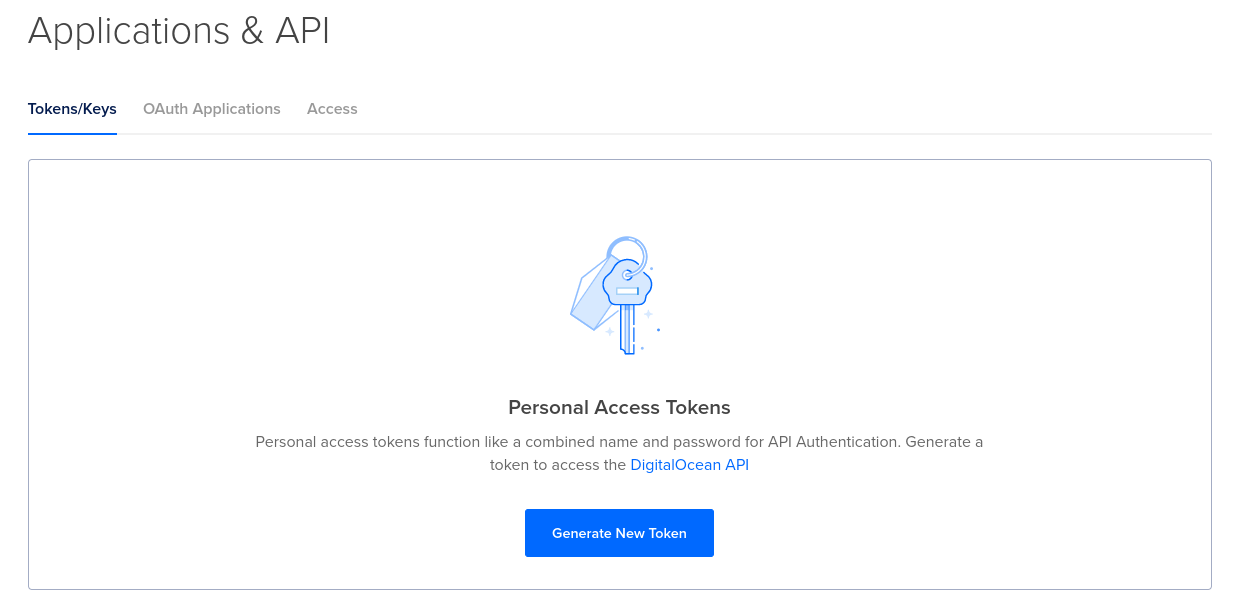 Applications & API
Tokens/Keys OAuth Applications Access
Personal Access Tokens
Personal access tokens function like a combined name and password for API Authentication. Generate a
token to access the DigitalOcean API
Generate New Token